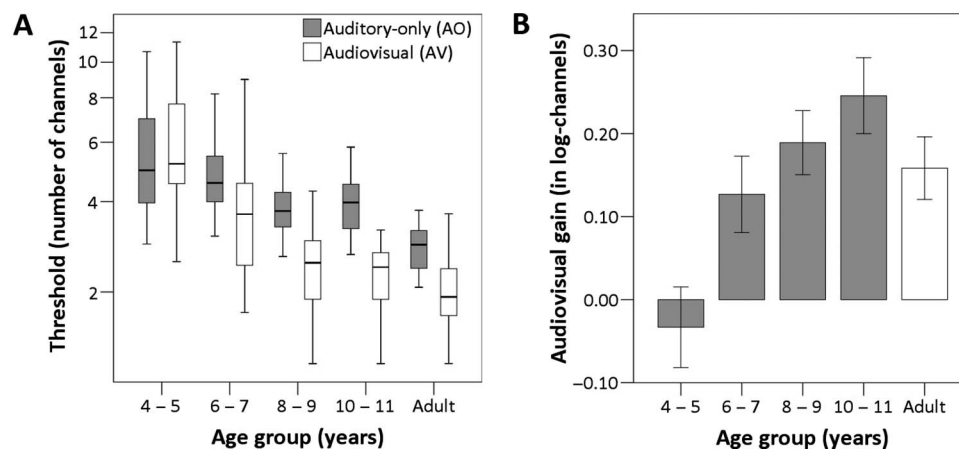 A
Threshold (number of channels)
12
10
8
6
4
2
Auditory-only (AO)
Audiovisual (AV)
4 – 5
6 – 7
8 – 9
10 – 11
Adult
Age group (years)
B
Audiovisual gain (in log-channels)
0.30
0.20
0.10
0.00
–0.10
4 – 5
6 – 7
8 – 9
10 – 11
Adult
Age group (years)